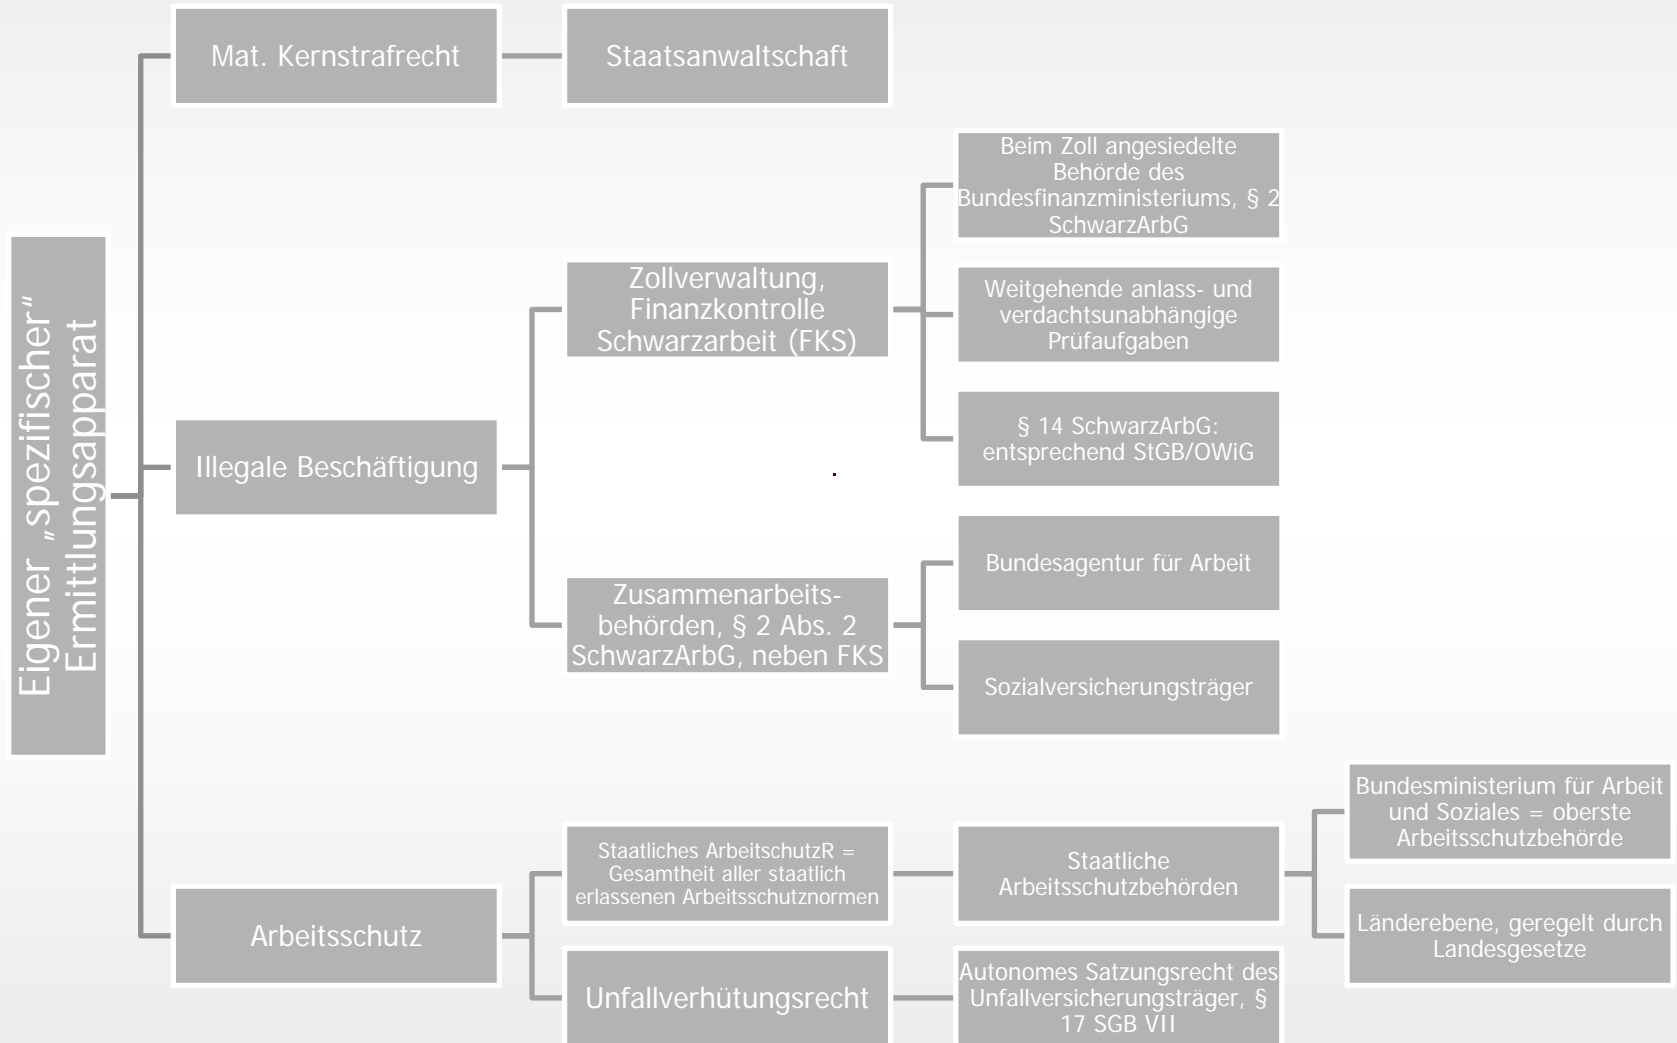 Eigener „spezifischer“
Ermittlungsapparat
Mat. Kernstrafrecht
Staatsanwaltschaft
Illegale Beschäftigung
Zollverwaltung,
Finanzkontrolle
Schwarzarbeit (FKS)
Beim Zoll angesiedelte
Behörde des
Bundesfinanzministeriums, § 2
SchwarzArbG
Weitgehende anlass- und
verdachtsunabhängige
Prüfaufgaben
§ 14 SchwarzArbG:
entsprechend StGB/OWiG
.
Zusammenarbeits-
behörden, § 2 Abs. 2
SchwarzArbG, neben FKS
Bundesagentur für Arbeit
Sozialversicherungsträger
Arbeitsschutz
Staatliches ArbeitschutzR =
Gesamtheit aller staatlich
erlassenen Arbeitsschutznormen
Staatliche
Arbeitsschutzbehörden
Bundesministerium für Arbeit
und Soziales = oberste
Arbeitsschutzbehörde
Länderebene, geregelt durch
Landesgesetze
Unfallverhütungsrecht
Autonomes Satzungsrecht des
Unfallversicherungsträger, §
17 SGB VII